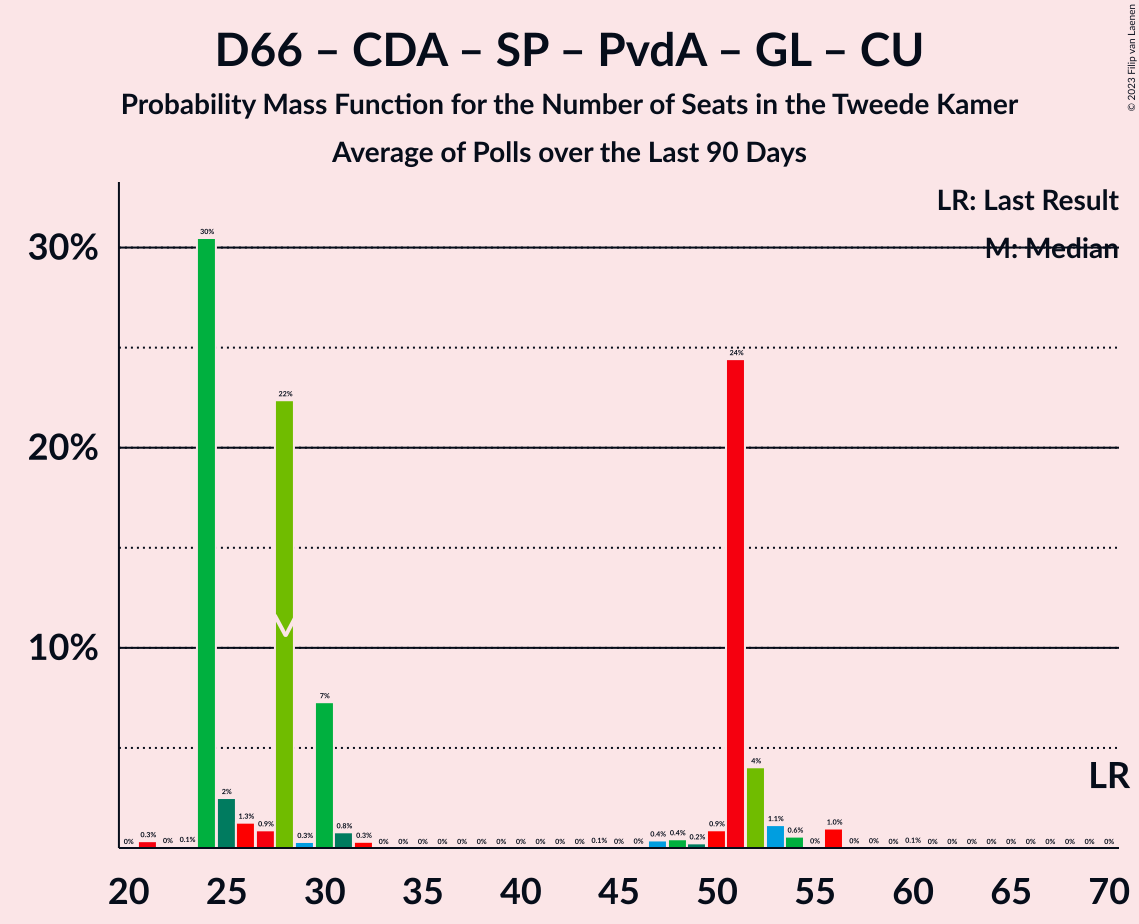 D66 – CDA – SP – PvdA – GL – CU
Probability Mass Function for the Number of Seats in the Tweede Kamer
Average of Polls over the Last 90 Days
© 2023 Filip van Laenen
LR: Last Result
M: Median
30%
20%
10%
0% 0.3% 0% 0.1% 30% 2% 1.3% 0.9% 22% 0.3% 7% 0.8% 0.3% 0% 0% 0% 0% 0% 0% 0% 0% 0% 0% 0% 0.1% 0% 0% 0.4% 0.4% 0.2% 0.9% 24% 4% 1.1% 0.6% 0% 1.0% 0% 0% 0% 0.1% 0% 0% 0% 0% 0% 0% 0% 0% 0% 0%
M
LR
20 25 30 35 40 45 50 55 60 65 70